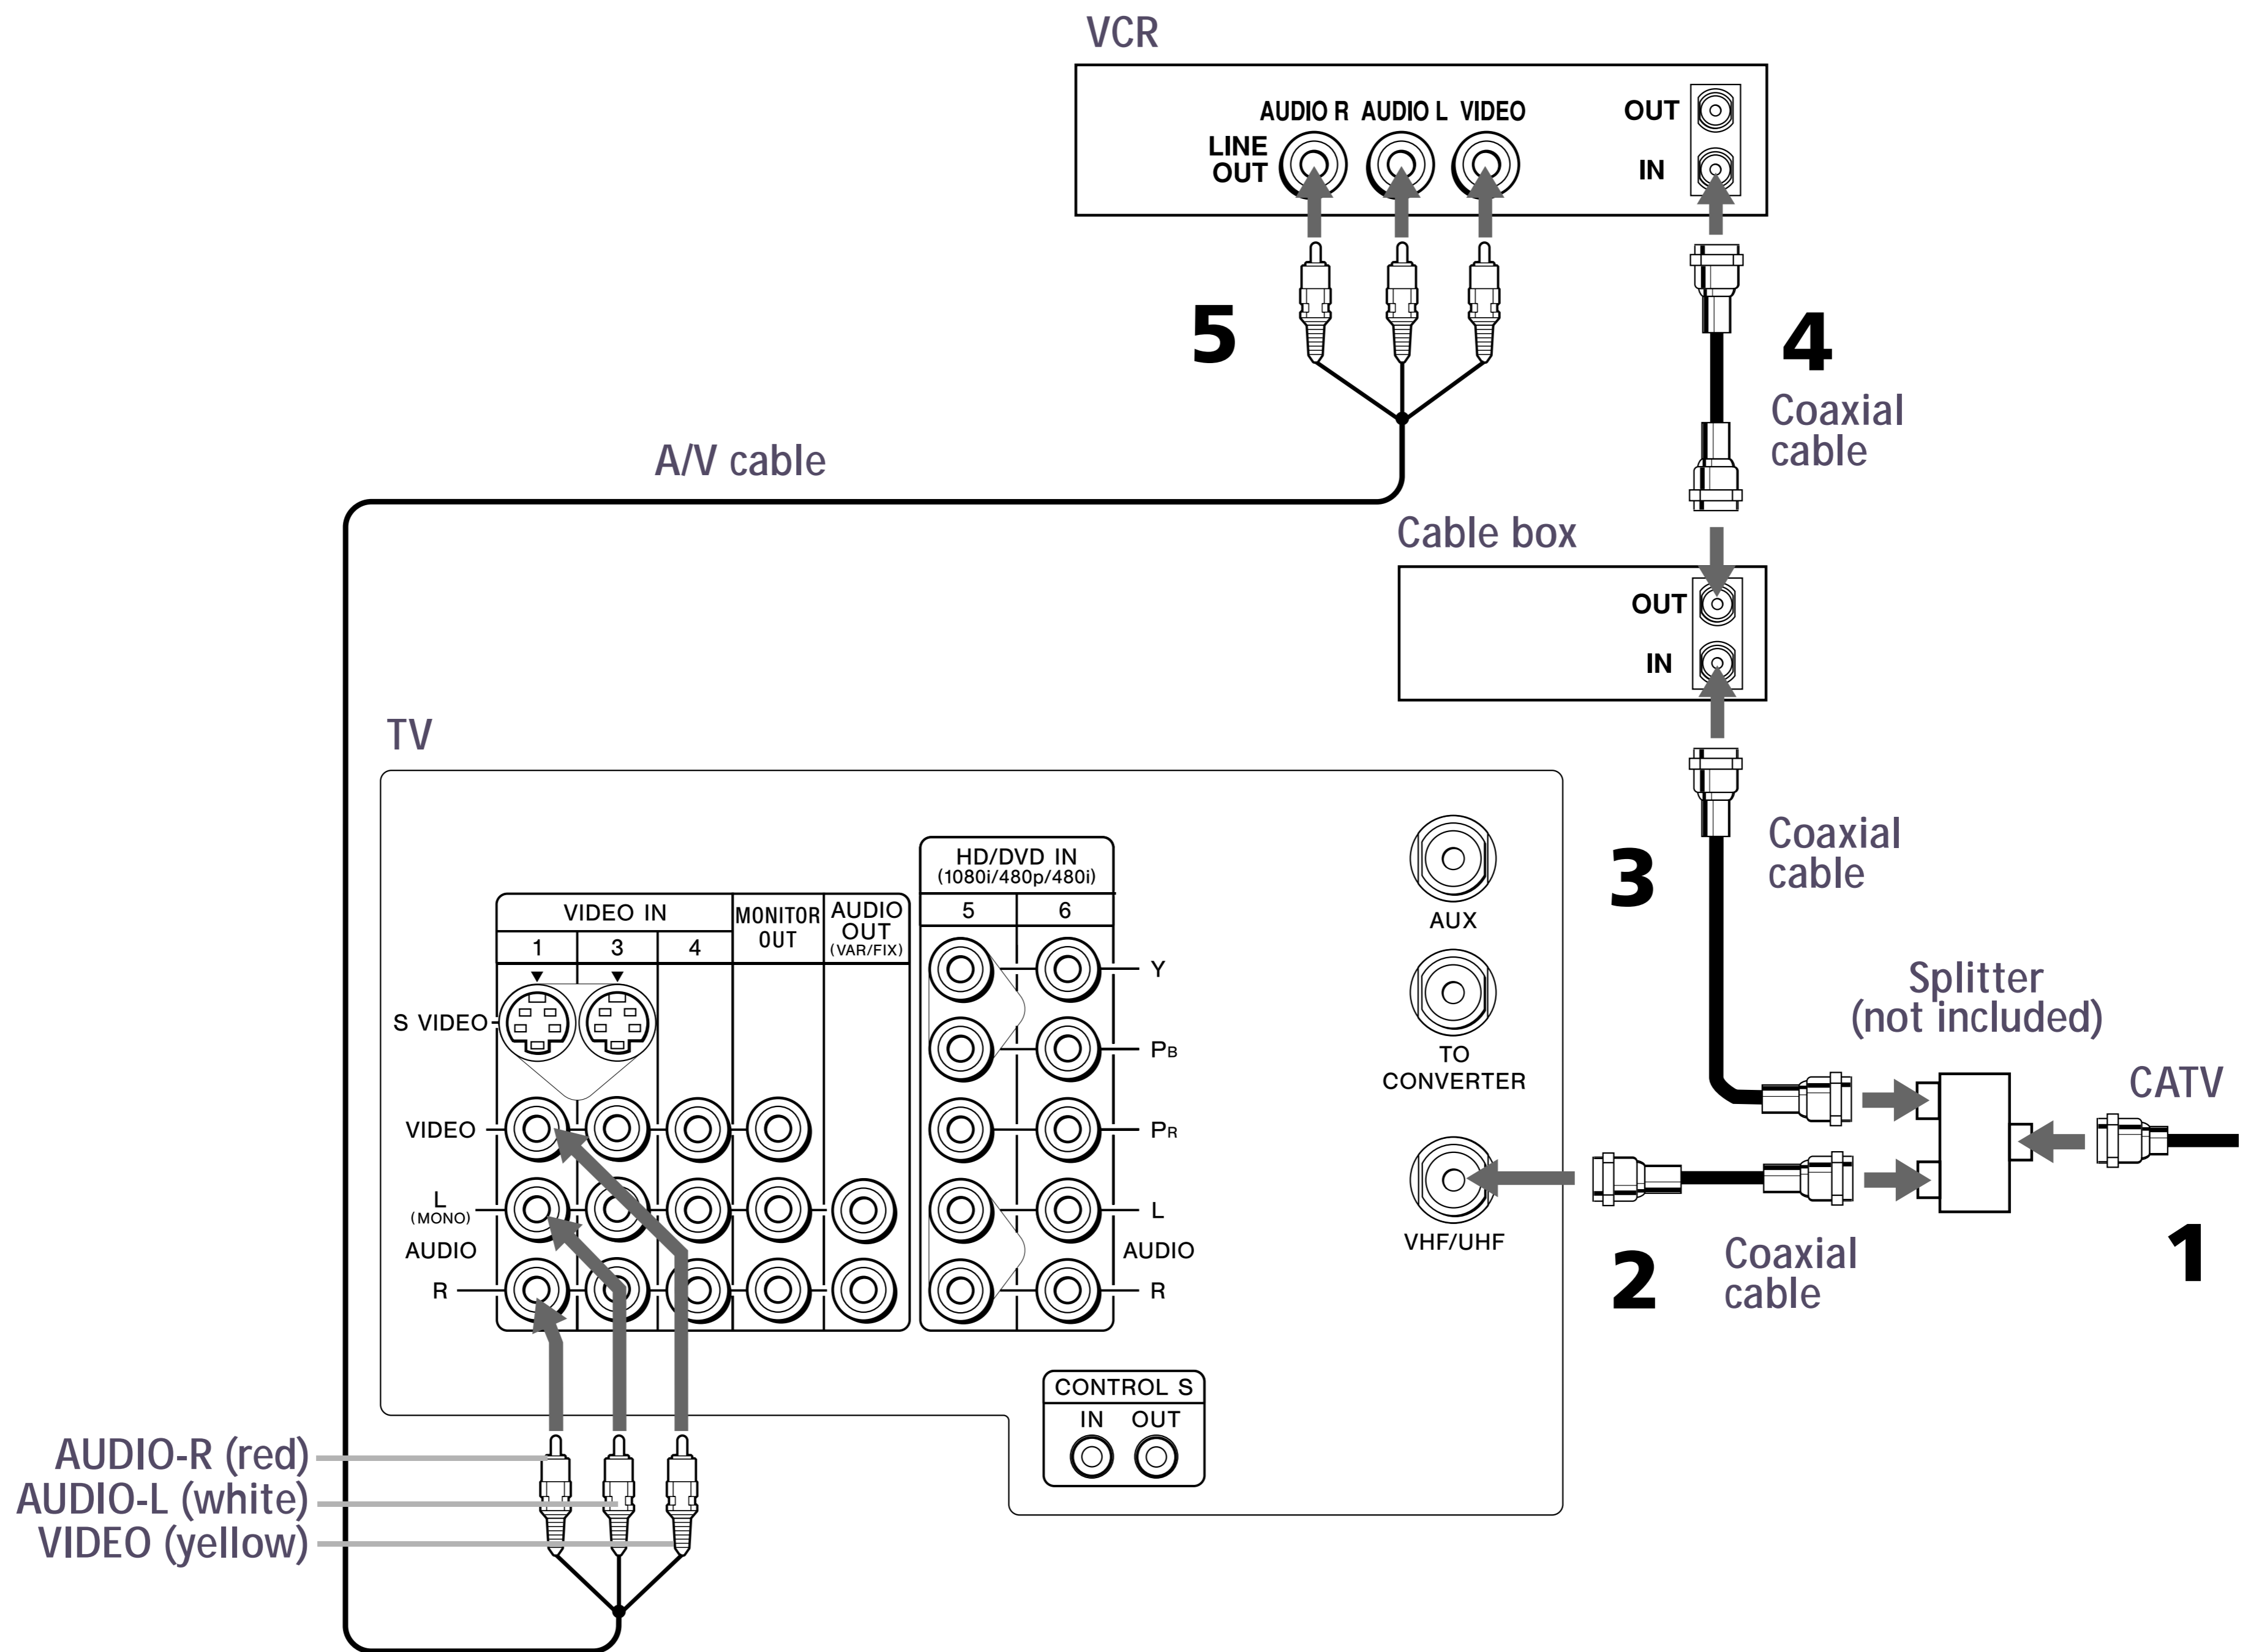 VCR
AUDIO R AUDIO L VIDEO
LINE
OUT
OUT
IN
5
4
Coaxial
cable
A/V cable
Cable box
OUT
IN
TV
3
Coaxial
cable
HD/DVD IN
(1080i/480p/480i)
5 6
VIDEO IN
1 3 4
MONITOR
OUT
AUDIO
OUT
(VAR/FIX)
AUX
S VIDEO
Y
PB
PR
TO
CONVERTER
Splitter
(not included)
CATV
VIDEO
L
(MONO)
AUDIO
R
L
AUDIO
R
VHF/UHF
2
Coaxial
cable
1
CONTROL S
IN OUT
AUDIO-R (red)
AUDIO-L (white)
VIDEO (yellow)